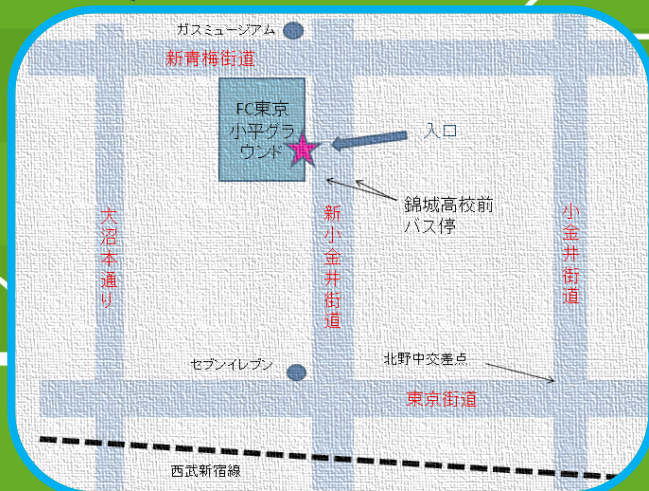 ガスミュージアム
新青梅街道
FC東京
小平グラ
ウンド
入口
錦城高校前
バス停
大沼本通り
新小金井街道
小金井街道
セブンイレブン
北野中交差点
東京街道
西武新宿線